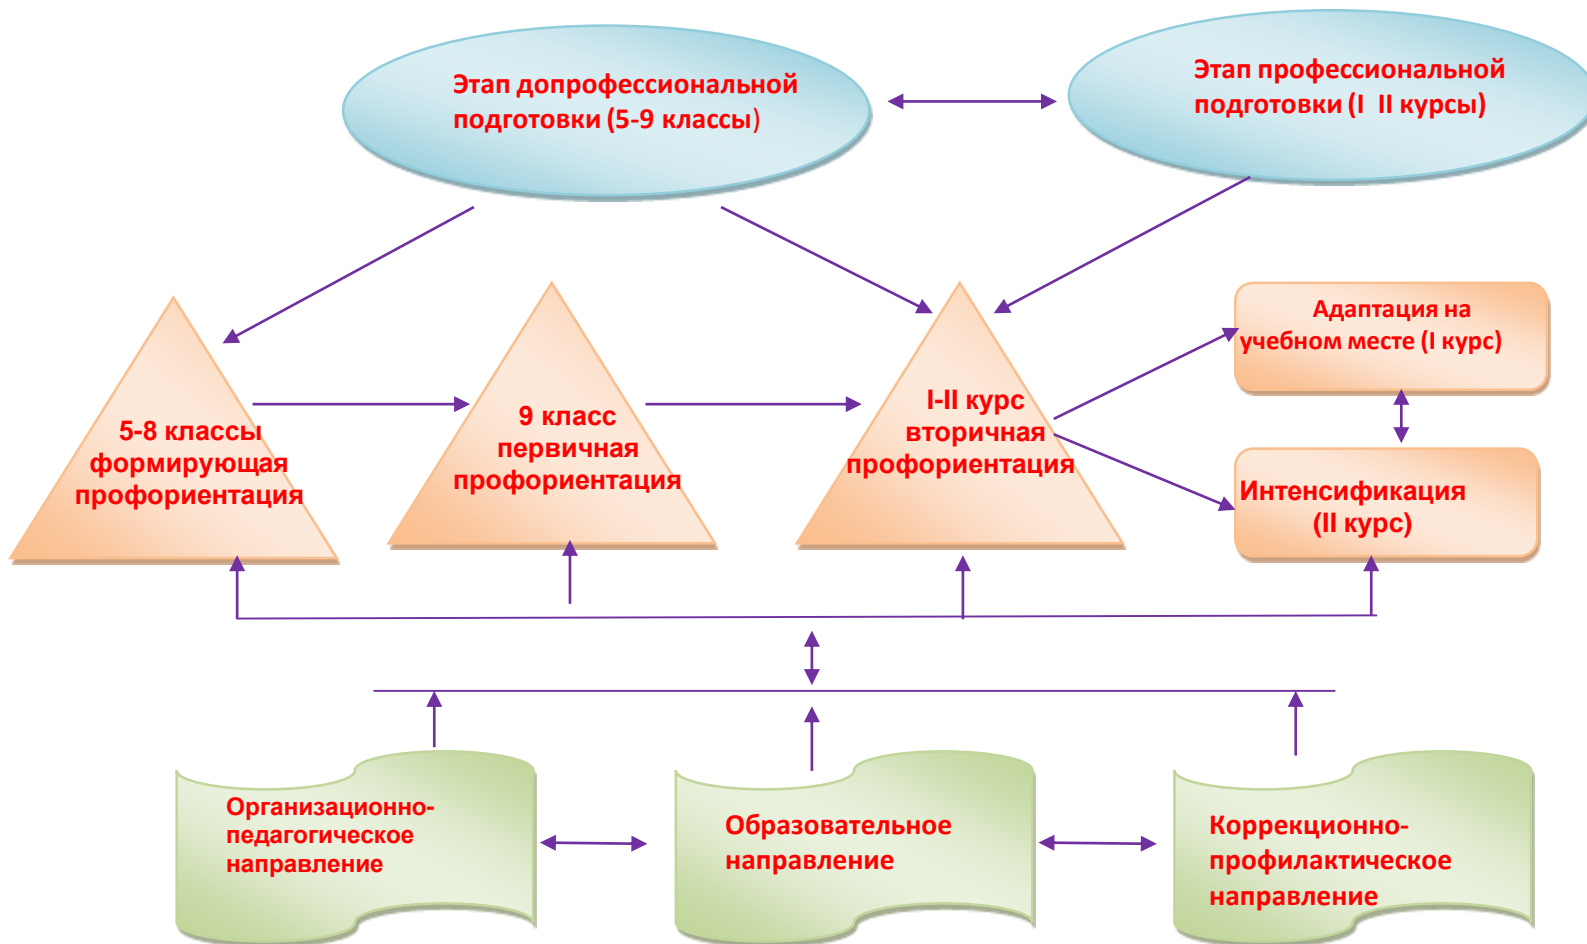 Этап допрофессиональной
подготовки (5-9 классы)
Этап профессиональной
подготовки (I II курсы)
5-8 классы
формирующая
профориентация
9 класс
первичная
профориентация
I-II курс
вторичная
профориентация
Адаптация на
учебном месте (I курс)
Интенсификация
(II курс)
Организационно-
педагогическое
направление
Образовательное
направление
Коррекционно-
профилактическое
направление